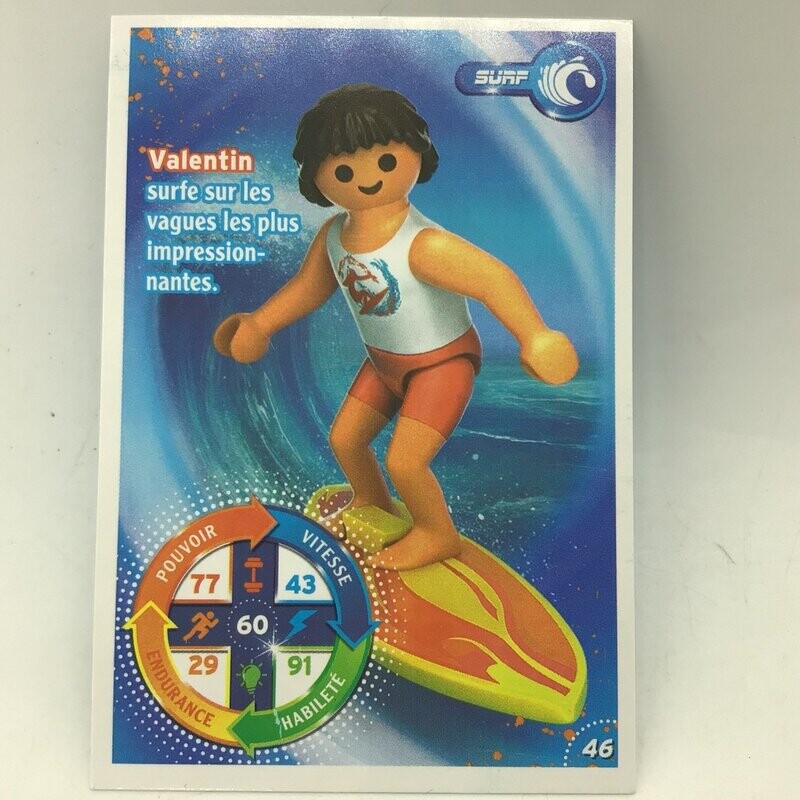 SURF
Valentin
surfe sur les
vagues les plus
impression-
nantes.
POUVOIR
VITESSE
77
43
60
29
91
ENDURANCE
HABILETÉ
46